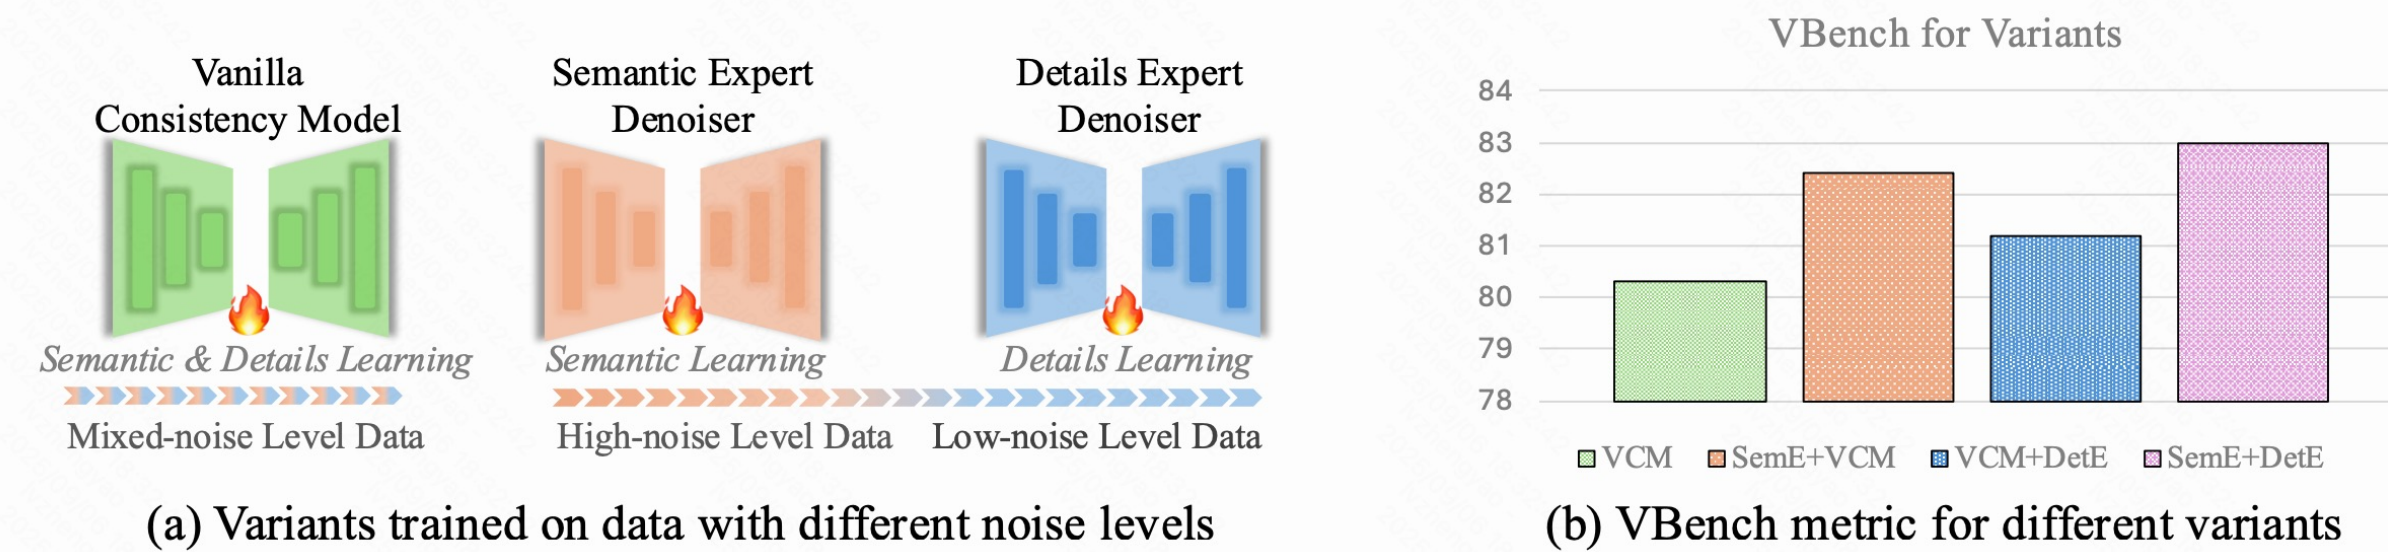 Vanilla
Consistency Model
Semantic Expert
Denoiser
Details Expert
Denoiser
Semantic & Details Learning
Semantic Learning
Details Learning
Mixed-noise Level Data
High-noise Level Data
Low-noise Level Data
(a) Variants trained on data with different noise levels
VBench for Variants
84
83
82
81
80
79
78
VCM
SemE+VCM
VCM+DetE
SemE+DetE
(b) VBench metric for different variants